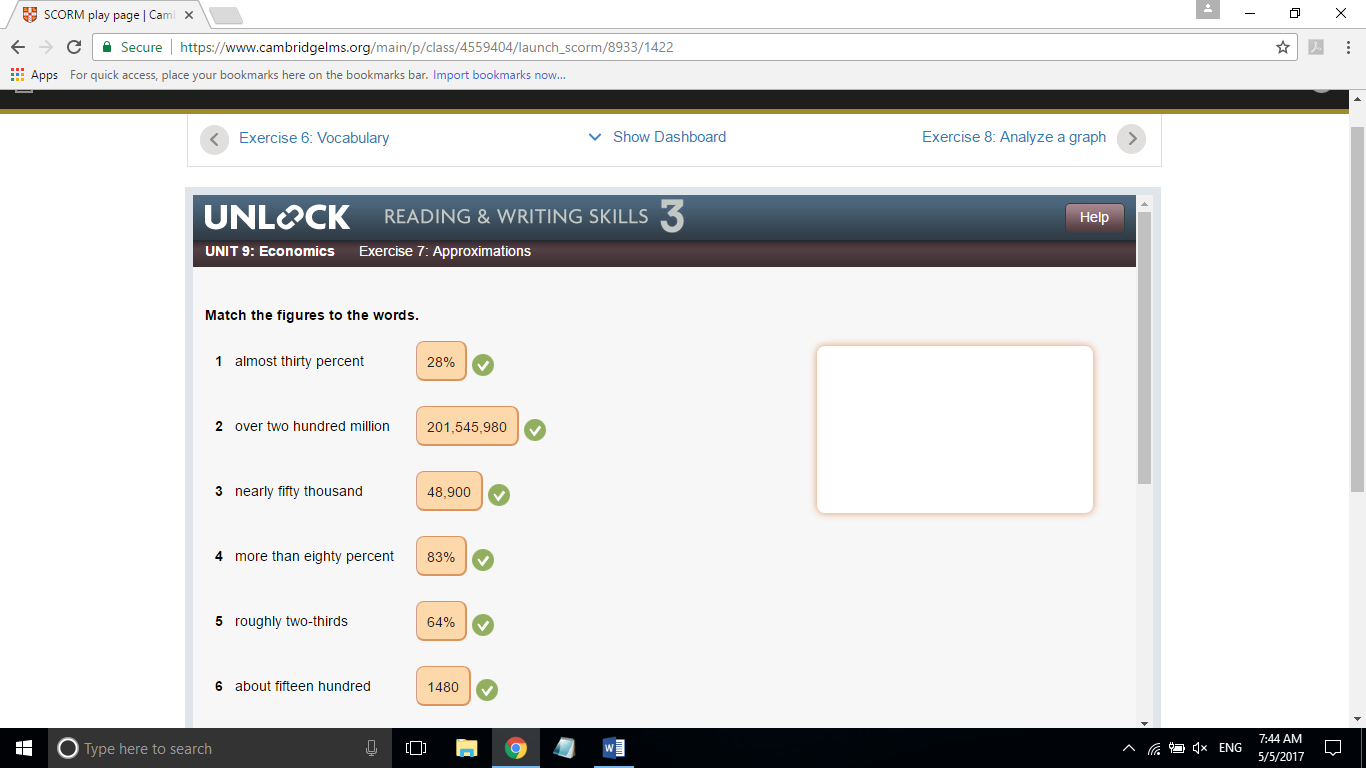 SCORM play page | Cam
Secure | https://www.cambridgelms.org/main/p/class/4559404/launch_scorm/8933/1422
Apps For quick access, place your bookmarks here on the bookmarks bar. Import bookmarks now...
Exercise 6: Vocabulary Show Dashboard Exercise 8: Analyze a graph
UNLOCK READING & WRITING SKILLS 3 Help
UNIT 9: Economics Exercise 7: Approximations
Match the figures to the words.
1 almost thirty percent 28%
2 over two hundred million 201,545,980
3 nearly fifty thousand 48,900
4 more than eighty percent 83%
5 roughly two-thirds 64%
6 about fifteen hundred 1480
Type here to search ENG 7:44 AM
5/5/2017